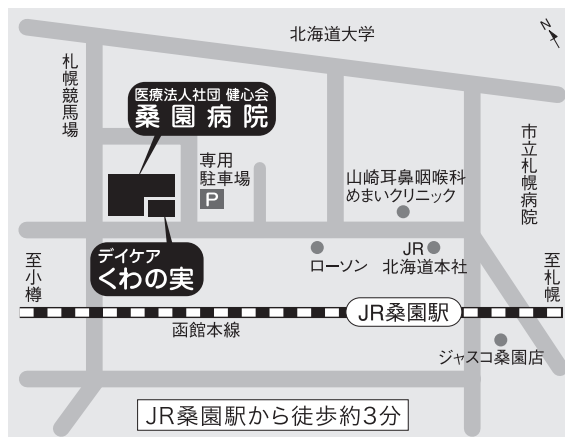 北海道大学
N
札幌競馬場
医療法人社団 健心会
桑園病院
専用
駐車場
P
山崎耳鼻咽喉科
めまいクリニック
市立札幌病院
デイケア
くわの実
ローソン
JR
北海道本社
至小樽
至札幌
JR桑園駅
函館本線
ジャスコ桑園店
JR桑園駅から徒歩約3分